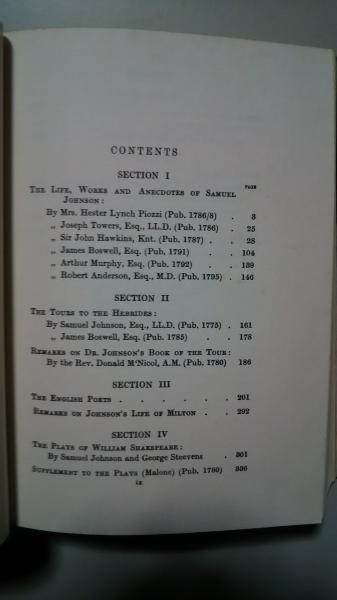 CONTENTS
SECTION I
PAGE
The Life, Works and Anecdotes of Samuel
Johnson:
By Mrs. Hester Lynch Piozzi (Pub. 1786/8) . 3
„ Joseph Towers, Esq., LL.D. (Pub. 1786) . 25
„ Sir John Hawkins, Knt. (Pub. 1787) . . 28
„ James Boswell, Esq. (Pub. 1791) . 104
„ Arthur Murphy, Esq. (Pub. 1792) . 139
„ Robert Anderson, Esq., M.D. (Pub. 1795) . 146
SECTION II
The Tours to the Hebrides:
By Samuel Johnson, Esq., LL.D. (Pub. 1775) . 161
„ James Boswell, Esq. (Pub. 1785) . 178
Remarks on Dr. Johnson's Book of the Tour:
By the Rev. Donald M'Nicol, A.M. (Pub. 1780) 186
SECTION III
The English Poets . . . . . . 201
Remarks on Johnson's Life of Milton . . 292
SECTION IV
The Plays of William Shakespeare:
By Samuel Johnson and George Steevens . 301
Supplement to the Plays (Malone) (Pub. 1780) 336
ix